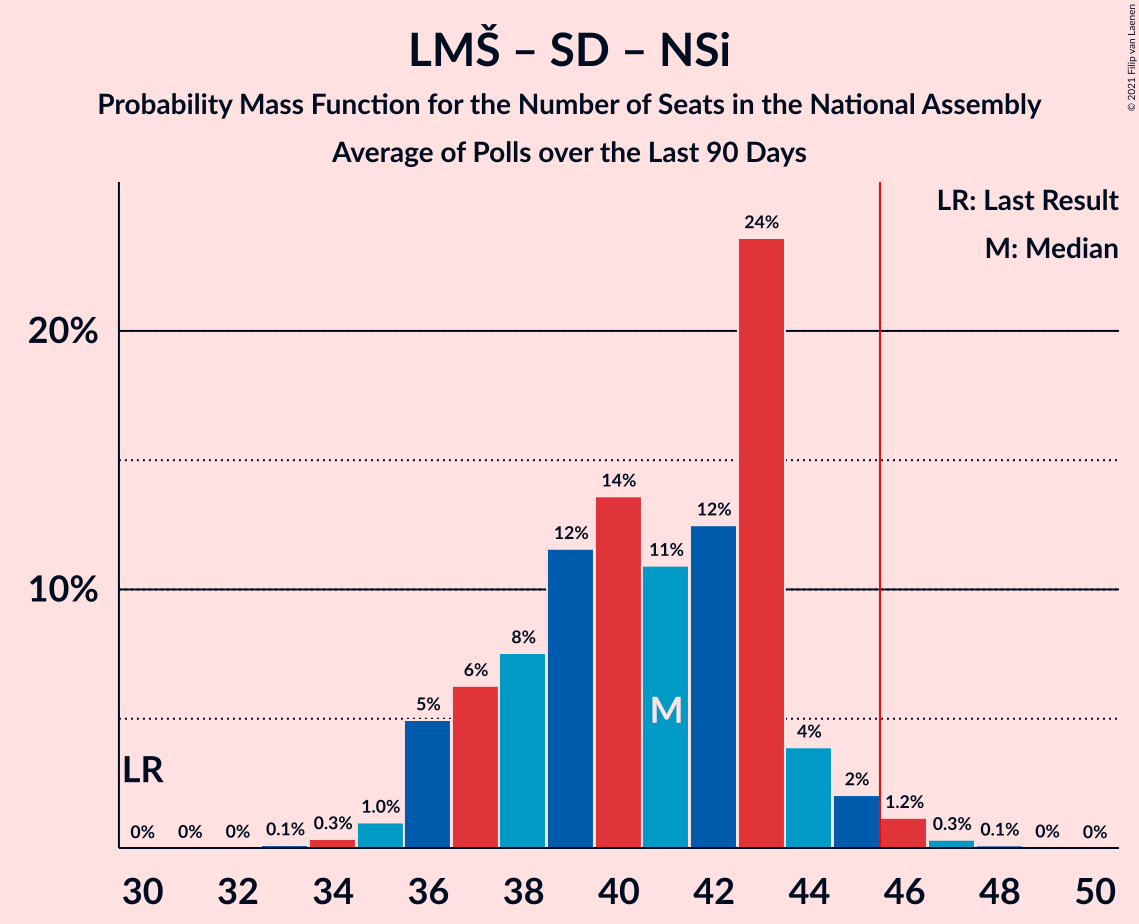 LMŠ – SD – NSi
Probability Mass Function for the Number of Seats in the National Assembly
Average of Polls over the Last 90 Days
© 2021 Filip van Laenen
LR: Last Result
M: Median
20%
10%
0% 0% 0% 0.1% 0.3% 1.0% 5% 6% 8% 12% 14% 11% 12% 24% 4% 2% 1.2% 0.3% 0.1% 0% 0%
LR
M
30 32 34 36 38 40 42 44 46 48 50